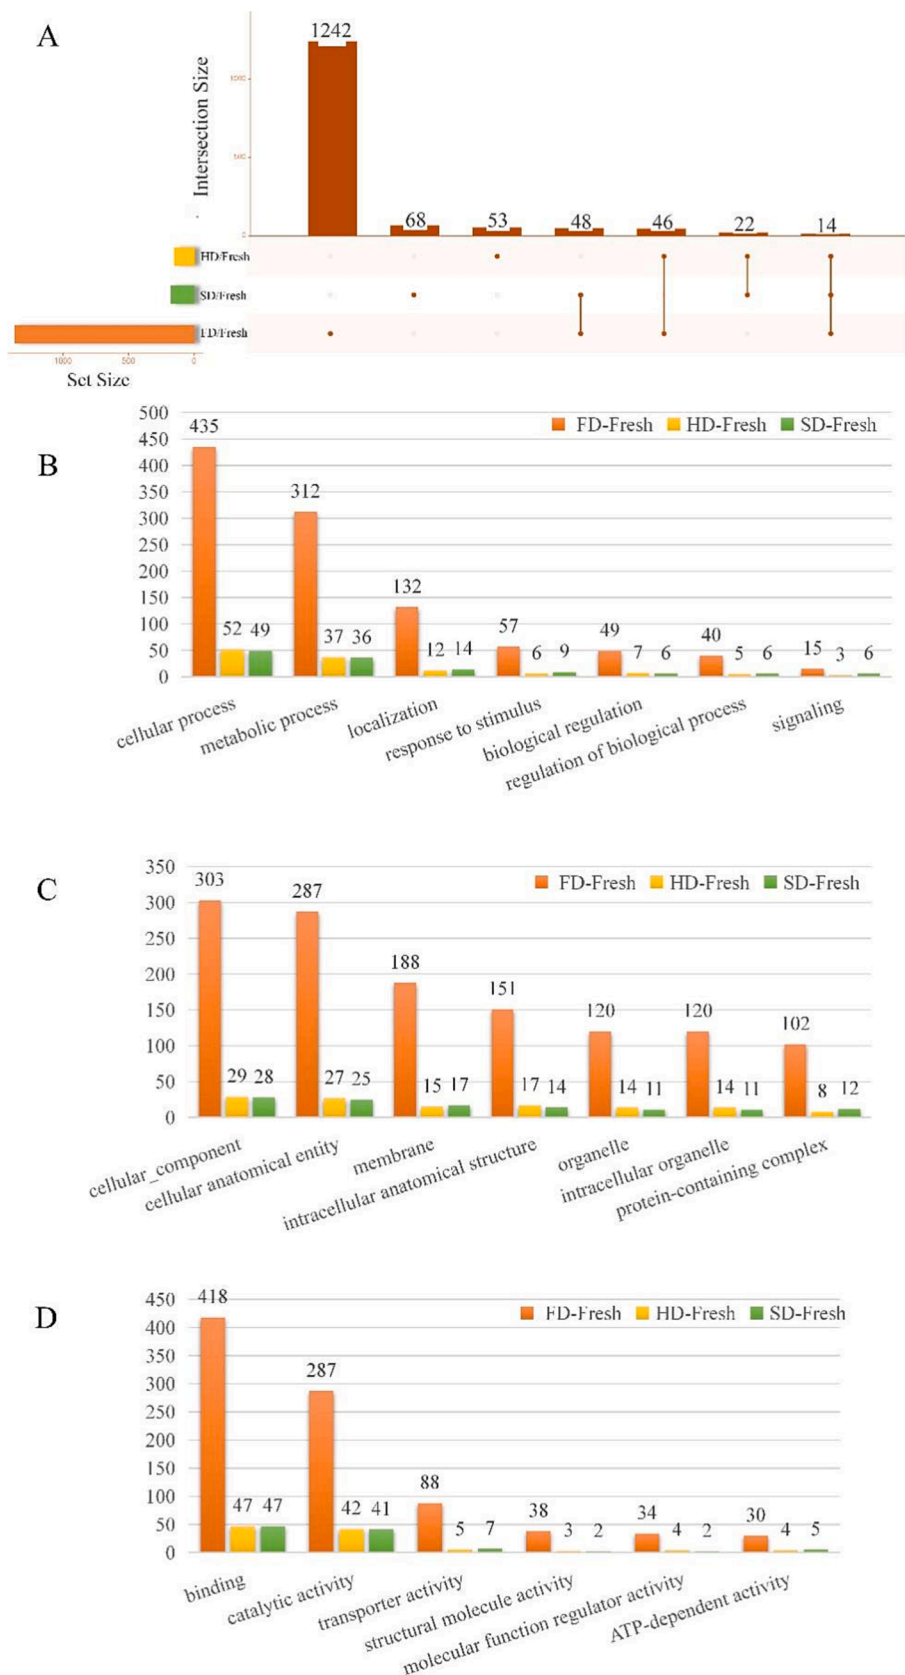 A
1242
Intersection Size
1000
500
0
68 53 48 46 22 14
HD/Fresh
SD/Fresh
FD/Fresh
1000 500 0
Set Size
B
FD-Fresh HD-Fresh SD-Fresh
500
450
400
350
300
250
200
150
100
50
0
435 52 49
312 37 36
132 12 14
57 6 9
49 7 6
40 5 6
15 3 6
cellular process
metabolic process
localization
response to stimulus
biological regulation
regulation of biological process
signaling
C
FD-Fresh HD-Fresh SD-Fresh
350
300
250
200
150
100
50
0
303 29 28
287 27 25
188 15 17
151 17 14
120 14 11
120 14 11
102 8 12
cellular_component
cellular anatomical entity
membrane
intracellular anatomical structure
organelle
intracellular organelle
protein-containing complex
D
FD-Fresh HD-Fresh SD-Fresh
450
400
350
300
250
200
150
100
50
0
418 47 47
287 42 41
88 5 7
38 3 2
34 4 2
30 4 5
binding
catalytic activity
transporter activity
structural molecule activity
molecular function regulator activity
ATP-dependent activity